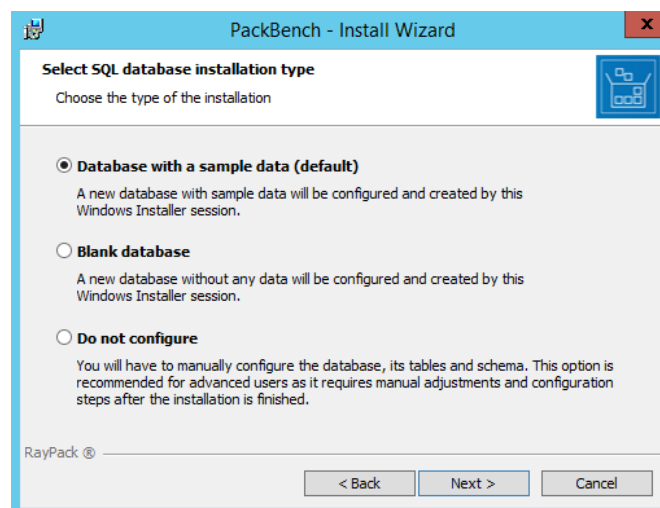 PackBench - Install Wizard
x
Select SQL database installation type
Choose the type of the installation
Database with a sample data (default)
A new database with sample data will be configured and created by this
Windows Installer session.
Blank database
A new database without any data will be configured and created by this
Windows Installer session.
Do not configure
You will have to manually configure the database, its tables and schema. This option is
recommended for advanced users as it requires manual adjustments and configuration
steps after the installation is finished.
RayPack ®
< Back Next > Cancel